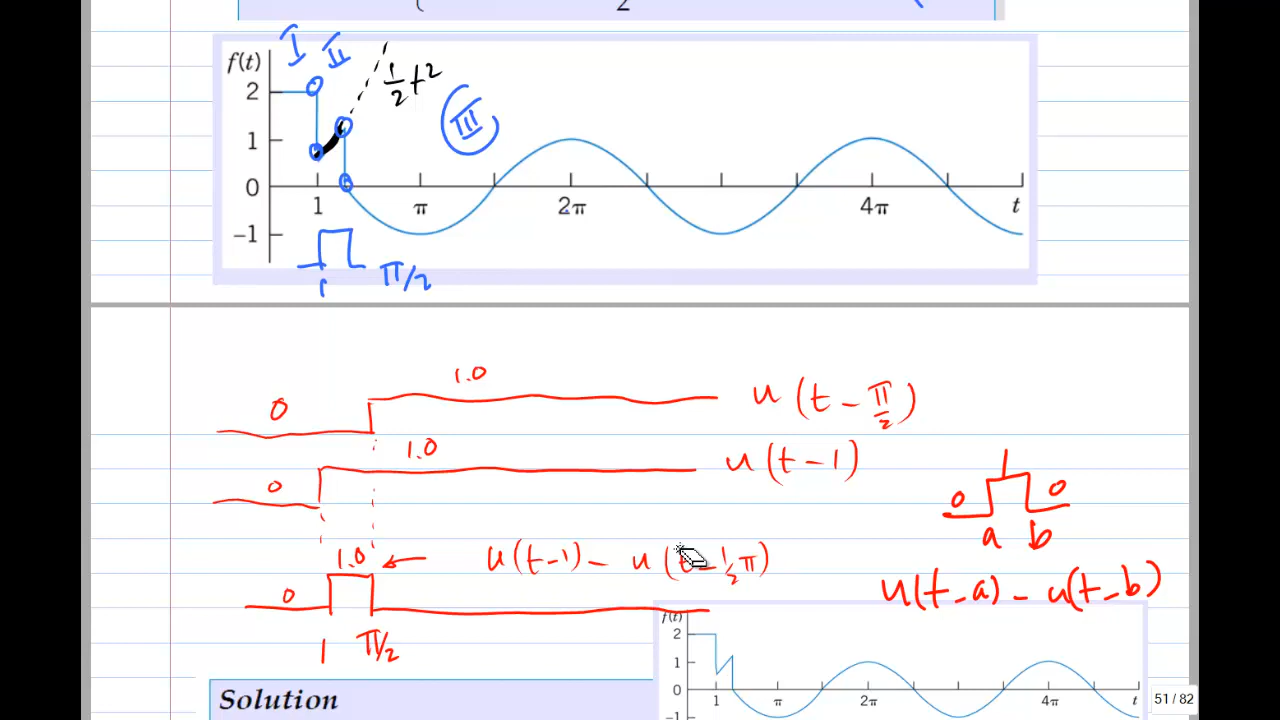 2
I II
f(t)
1/2 t²
2
III
1
0
1 π 2π 4π t
-1
1 π/2
1.0
0 u(t - π/2)
1.0
0 u(t-1)
1
0 0
a b
1.0 ← u(t-1) - u(t - 1/2 π)
0
u(t-a) - u(t-b)
1 π/2
f(t)
2
1
0
1 π 2π 4π t
-1
Solution
51 / 82